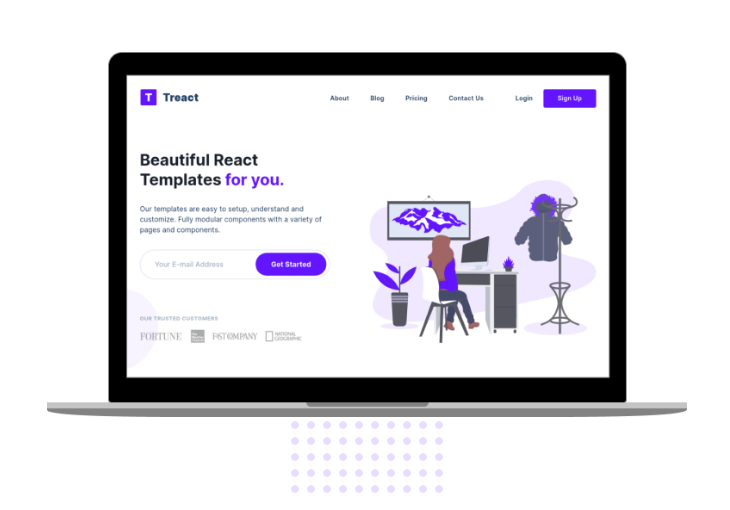 T Treact
About Blog Pricing Contact Us Login Sign Up
Beautiful React
Templates for you.
Our templates are easy to setup, understand and
customize. Fully modular components with a variety of
pages and components.
Your E-mail Address Get Started
OUR TRUSTED CUSTOMERS
FORTUNE FAST COMPANY NATIONAL
GEOGRAPHIC